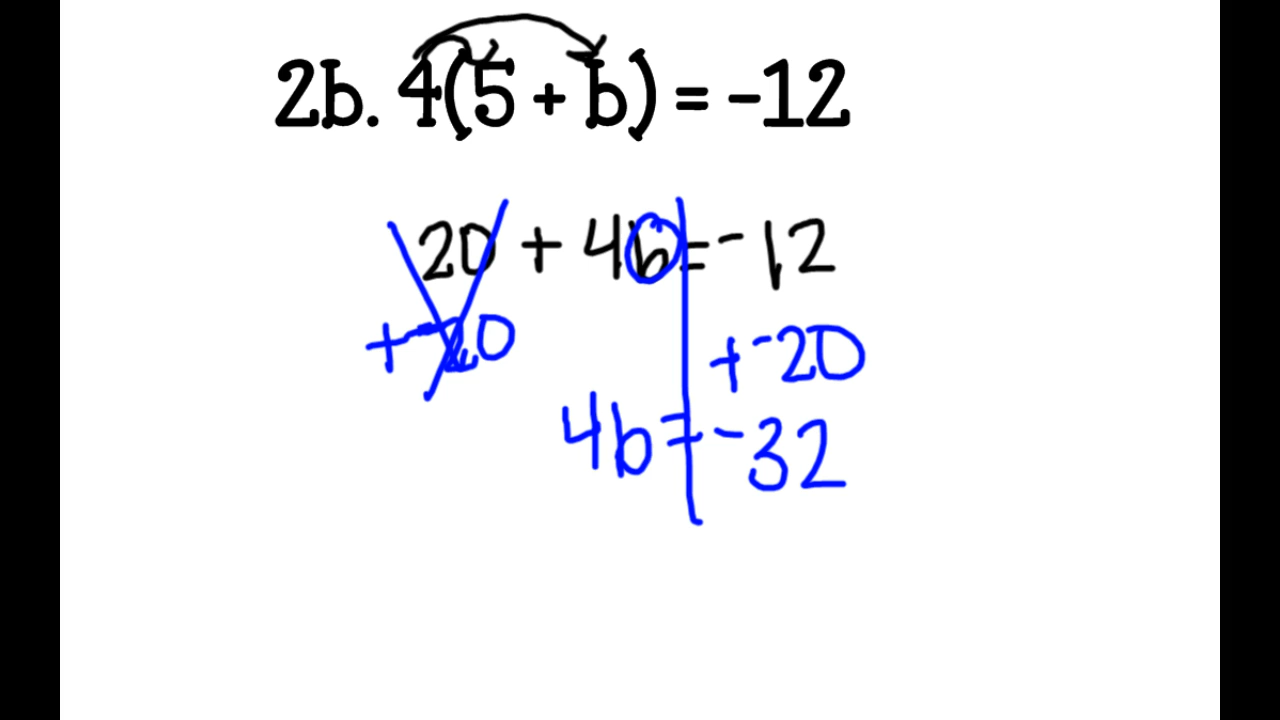 2b. 4(5 + b) = -12
20 + 4b = -12
+ -20 + -20
4b = -32